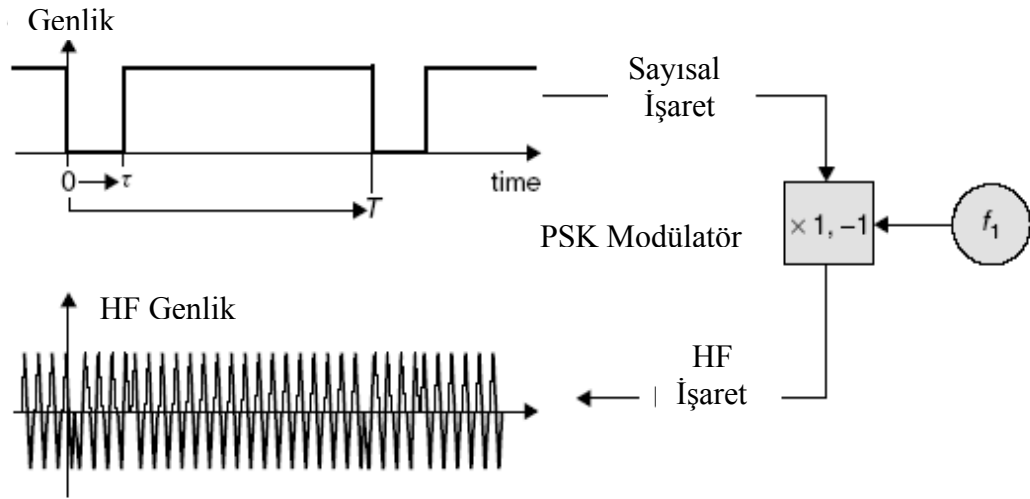 Genlik
Sayısal
İşaret
0
τ
time
T
PSK Modülatör
× 1, −1
f1
HF Genlik
HF
İşaret